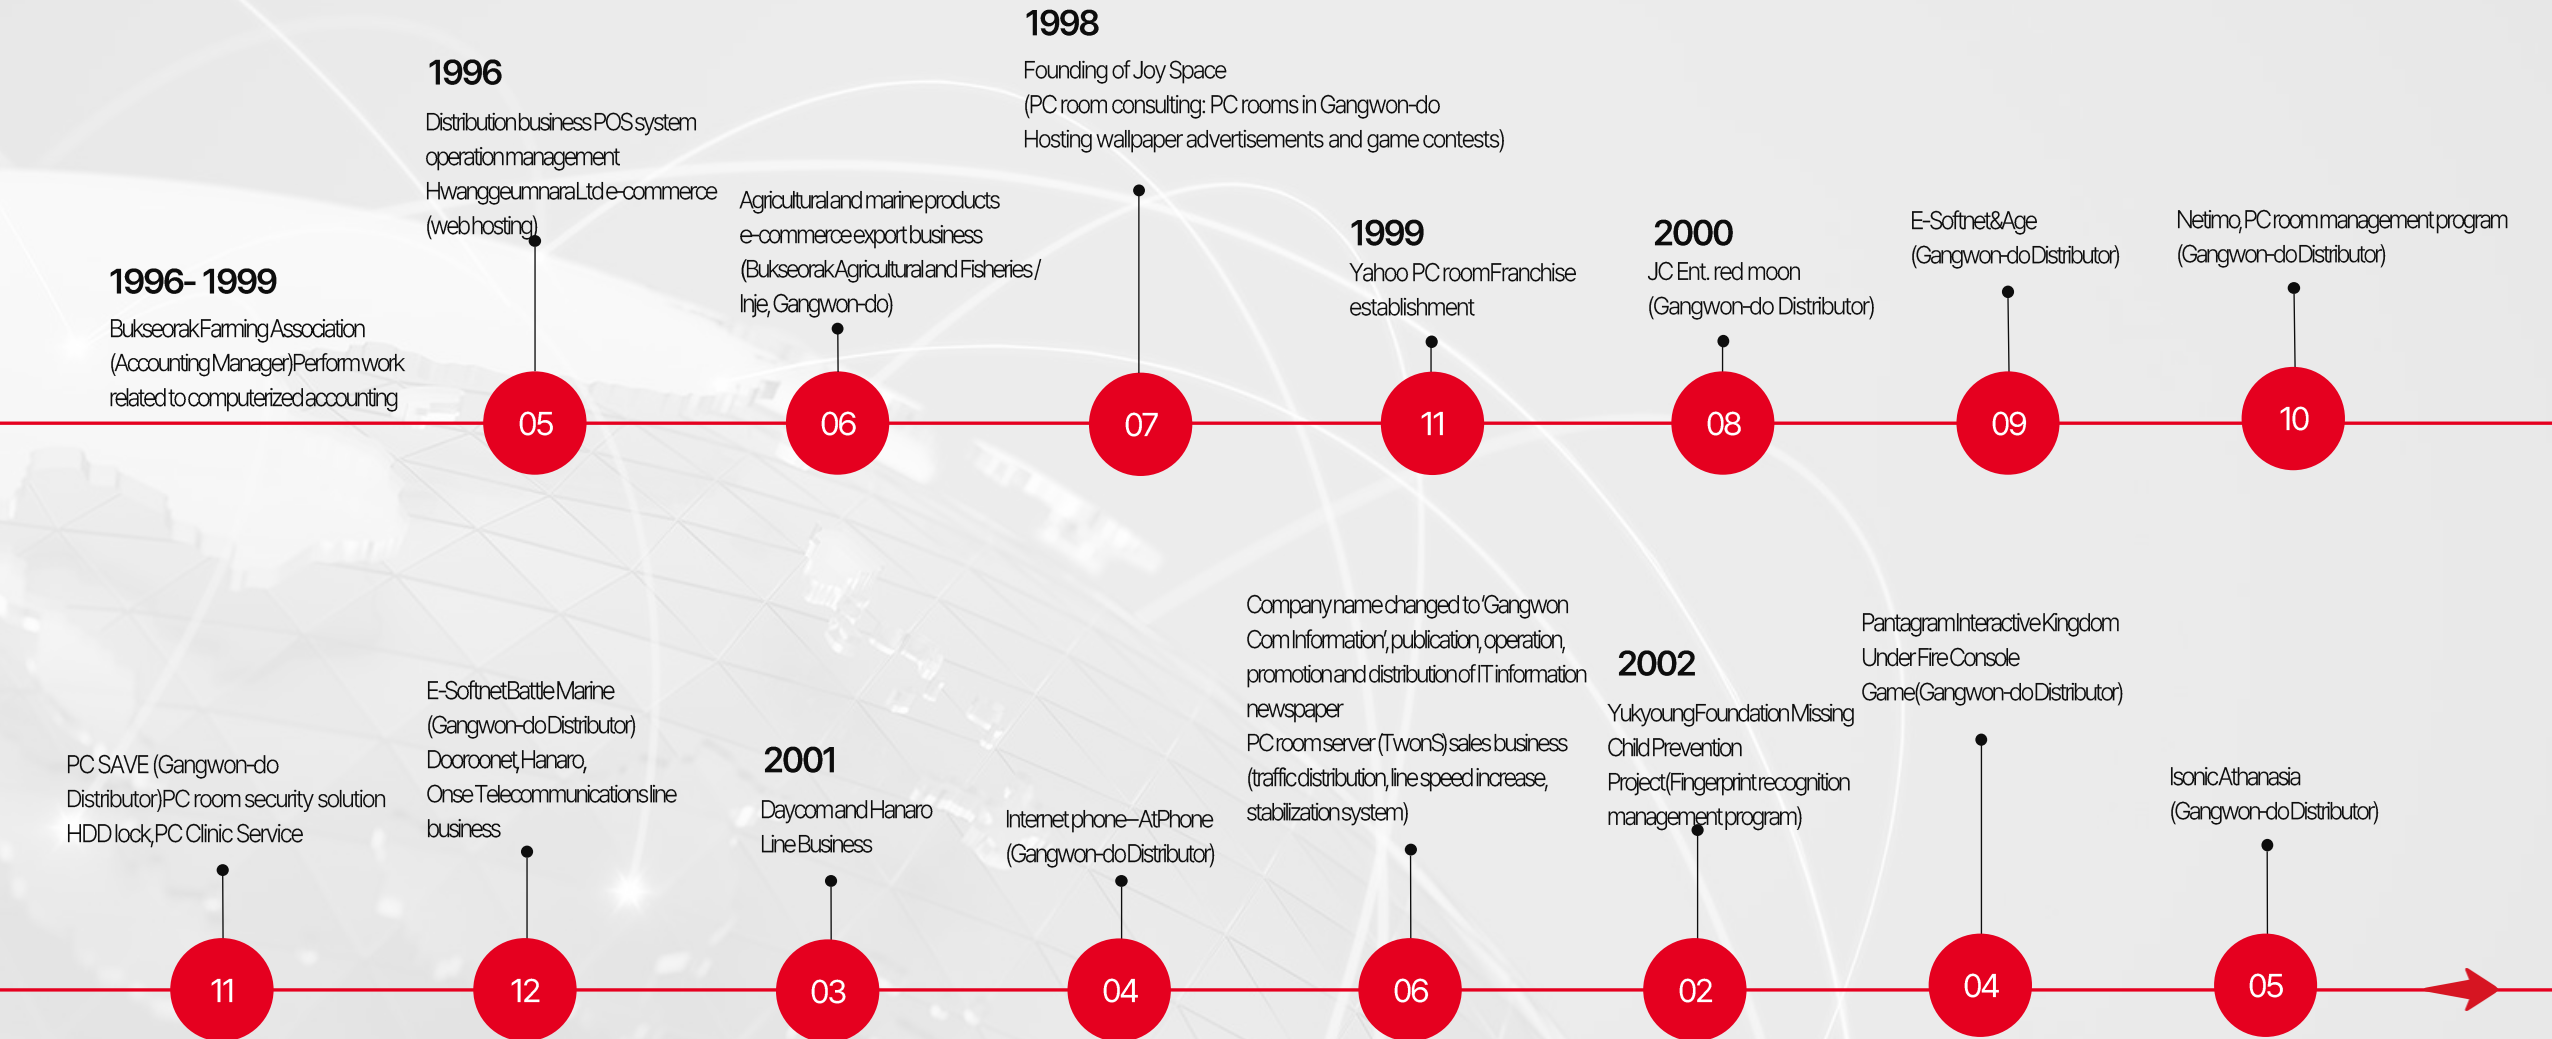 1996- 1999
Bukseorak Farming Association
(Accounting Manager)Perform work
related to computerized accounting
1996
Distribution business POS system
operation management
Hwanggeumnara Ltd e-commerce
(web hosting)
05
Agricultural and marine products
e-commerce export business
(Bukseorak Agricultural and Fisheries /
Inje, Gangwon-do)
06
1998
Founding of Joy Space
(PC room consulting: PC rooms in Gangwon-do
Hosting wallpaper advertisements and game contests)
07
1999
Yahoo PC room Franchise
establishment
11
2000
JC Ent. red moon
(Gangwon-do Distributor)
08
E-Softnet&Age
(Gangwon-do Distributor)
09
Netimo, PC room management program
(Gangwon-do Distributor)
10
PC SAVE (Gangwon-do
Distributor)PC room security solution
HDD lock,PC Clinic Service
11
E-Softnet Battle Marine
(Gangwon-do Distributor)
Dooroonet, Hanaro,
Onse Telecommunications line
business
12
2001
Daycom and Hanaro
Line Business
03
Internet phone—AtPhone
(Gangwon-do Distributor)
04
Company name changed to 'Gangwon
Com Information', publication, operation,
promotion and distribution of IT information
newspaper
PC room server (TwonS) sales business
(traffic distribution, line speed increase,
stabilization system)
06
2002
Yukyoung Foundation Missing
Child Prevention
Project(Fingerprint recognition
management program)
02
Pantagram Interactive Kingdom
Under Fire Console
Game(Gangwon-do Distributor)
04
Isonic Athanasia
(Gangwon-do Distributor)
05